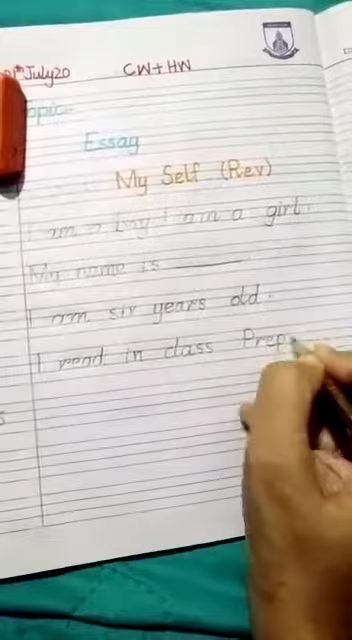 July20 CW+HW
Topic:-
Essay
My Self (Rev)
I am a boy / I am a girl.
My name is ______
I am six years old.
I read in class Prep